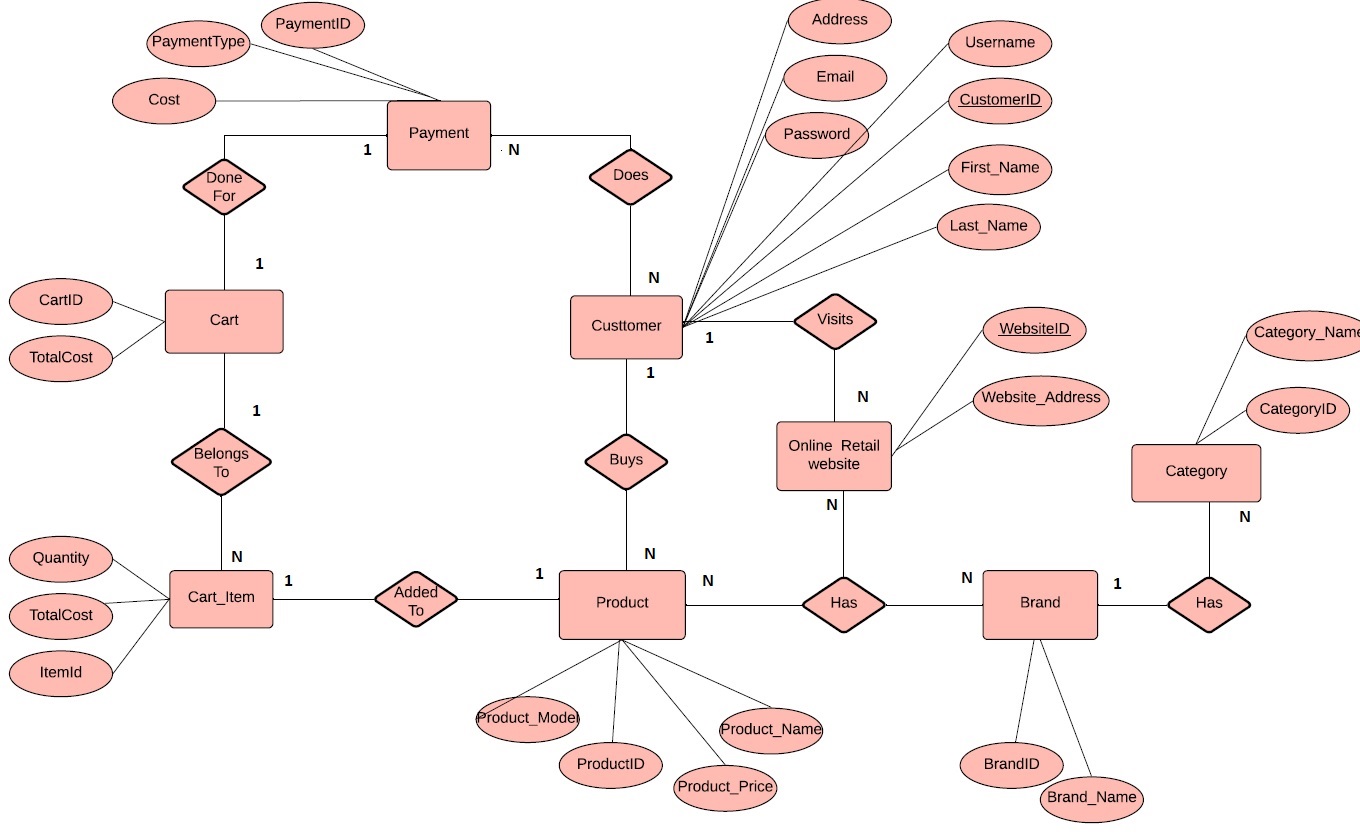 PaymentID
Address
PaymentType
Username
Email
Cost
CustomerID
Payment
Password
1
N
First_Name
Done
For
Does
Last_Name
1
N
CartID
Cart
Custtomer
Visits
WebsiteID
Category_Name
1
TotalCost
1
N
Website_Address
1
CategoryID
Belongs
To
Buys
Online Retail
website
Category
N
N
N
N
Quantity
1
1
N
N
1
Cart_Item
Added
To
Product
Has
Brand
Has
TotalCost
ItemId
Product_Model
Product_Name
ProductID
BrandID
Product_Price
Brand_Name